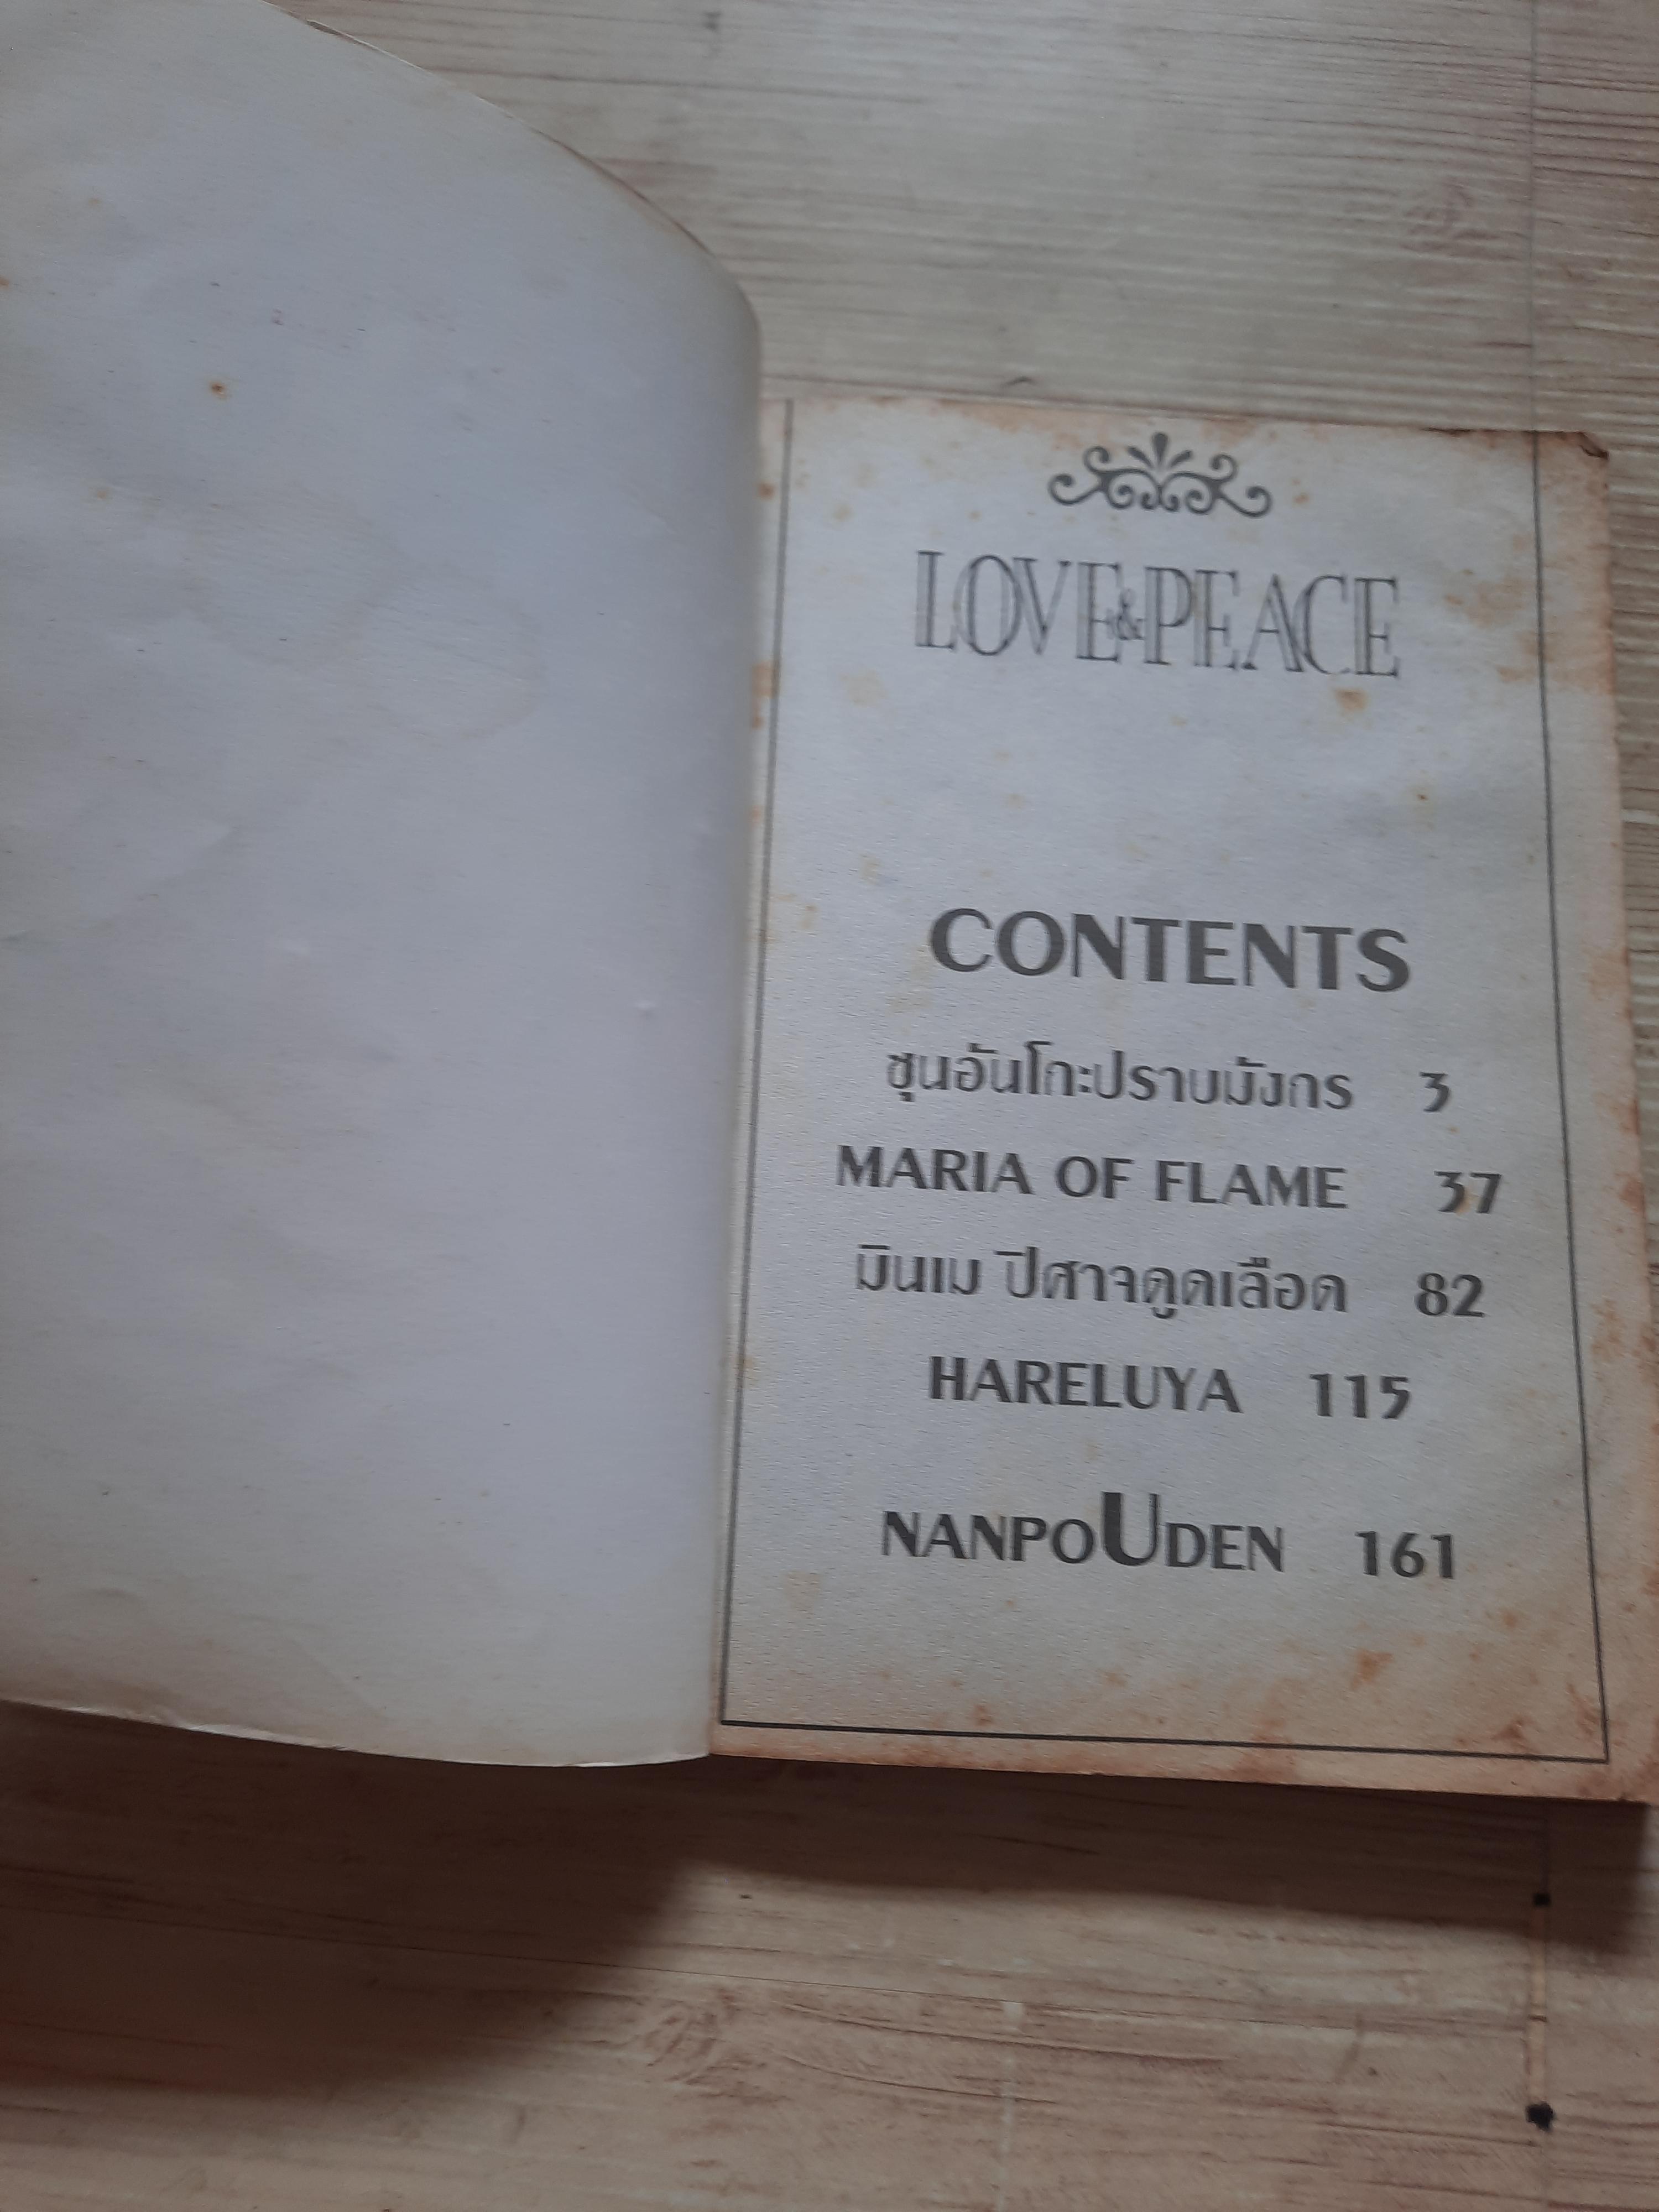 LOVE&PEACE
CONTENTS
ซุนอันโกะปราบมังกร 3
MARIA OF FLAME 37
มินเม ปีศาจดูดเลือด 82
HARELUYA 115
NANPOUDEN 161